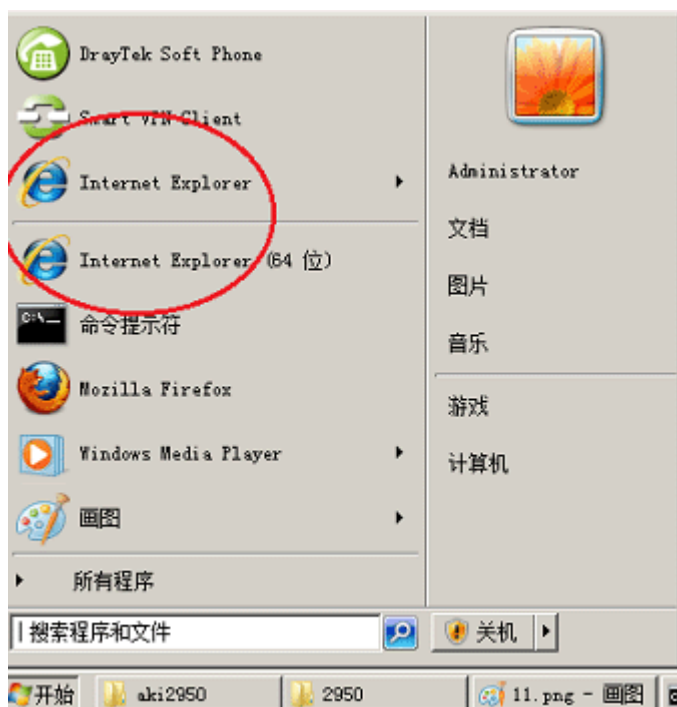 DrayTek Soft Phone
Smart VPN Client
Internet Explorer
Internet Explorer (64 位)
命令提示符
Mozilla Firefox
Windows Media Player
画图
所有程序
搜索程序和文件
Administrator
文档
图片
音乐
游戏
计算机
关机
开始
aki2950
2950
11.png - 画图